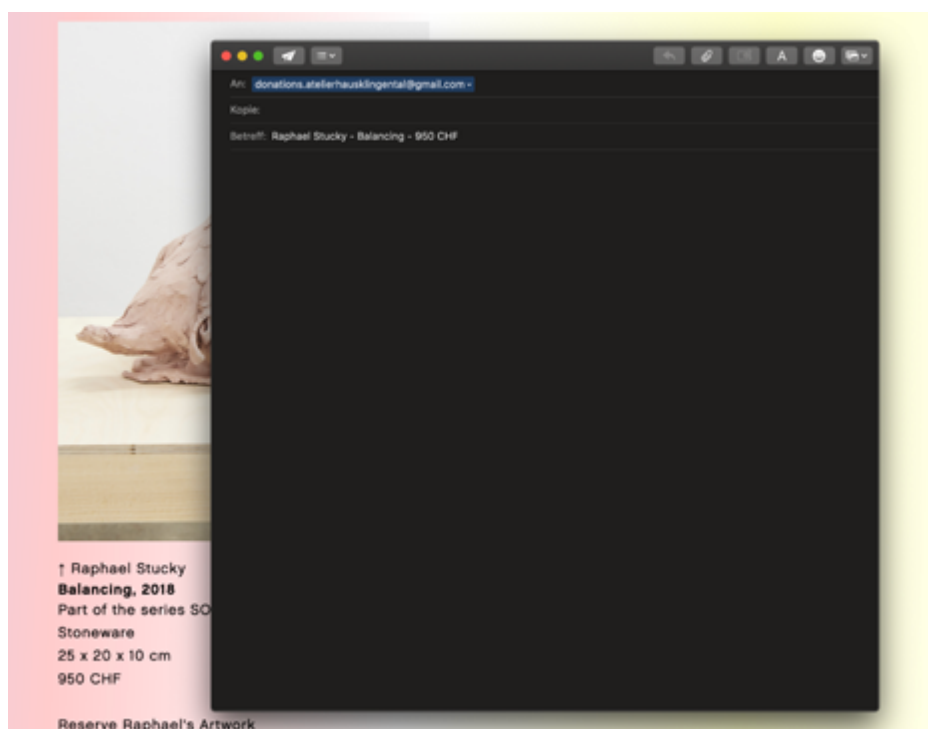 An: donations.atelierhausklingental@gmail.com
Kopie:
Betreff: Raphael Stucky - Balancing - 950 CHF
↑ Raphael Stucky
Balancing, 2018
Part of the series SO
Stoneware
25 x 20 x 10 cm
950 CHF
Reserve Raphael's Artwork